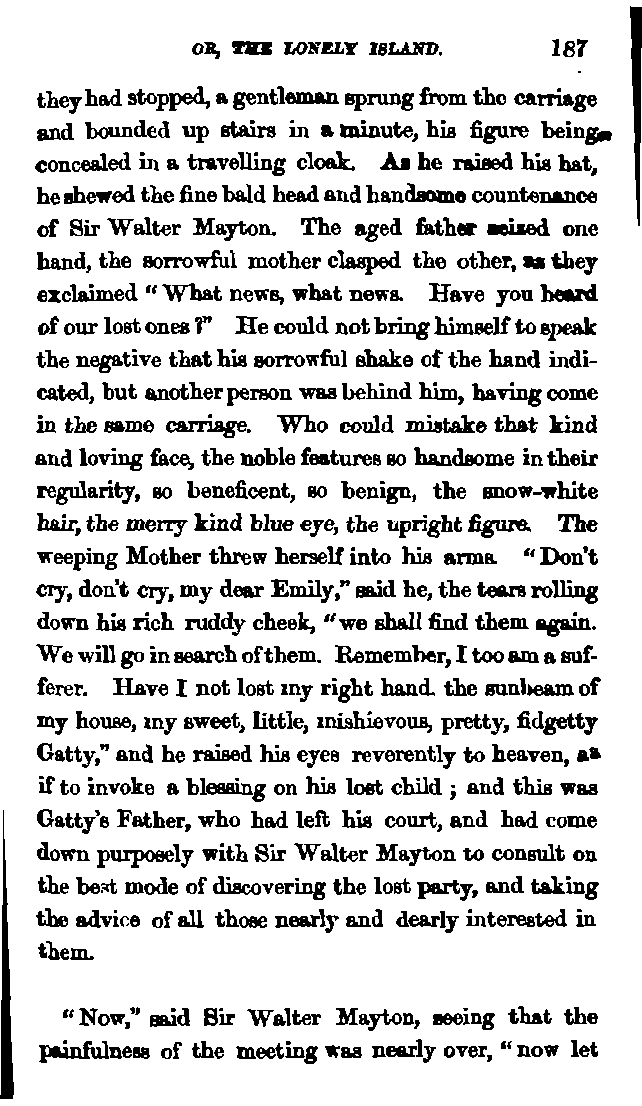 OR, THE LONELY ISLAND. 187
they had stopped, a gentleman sprung from the carriage
and bounded up stairs in a minute, his figure being
concealed in a travelling cloak. As he raised his hat,
he shewed the fine bald head and handsome countenance
of Sir Walter Mayton. The aged father seized one
hand, the sorrowful mother clasped the other, as they
exclaimed "What news, what news. Have you heard
of our lost ones?" He could not bring himself to speak
the negative that his sorrowful shake of the hand indi-
cated, but another person was behind him, having come
in the same carriage. Who could mistake that kind
and loving face, the noble features so handsome in their
regularity, so beneficent, so benign, the snow-white
hair, the merry kind blue eye, the upright figure. The
weeping Mother threw herself into his arms. "Don't
cry, don't cry, my dear Emily," said he, the tears rolling
down his rich ruddy cheek, "we shall find them again.
We will go in search of them. Remember, I too am a suf-
ferer. Have I not lost my right hand. the sunbeam of
my house, my sweet, little, mishievous, pretty, fidgetty
Gatty," and he raised his eyes reverently to heaven, as
if to invoke a blessing on his lost child; and this was
Gatty's Father, who had left his court, and had come
down purposely with Sir Walter Mayton to consult on
the best mode of discovering the lost party, and taking
the advice of all those nearly and dearly interested in
them.
"Now," said Sir Walter Mayton, seeing that the
painfulness of the meeting was nearly over, "now let